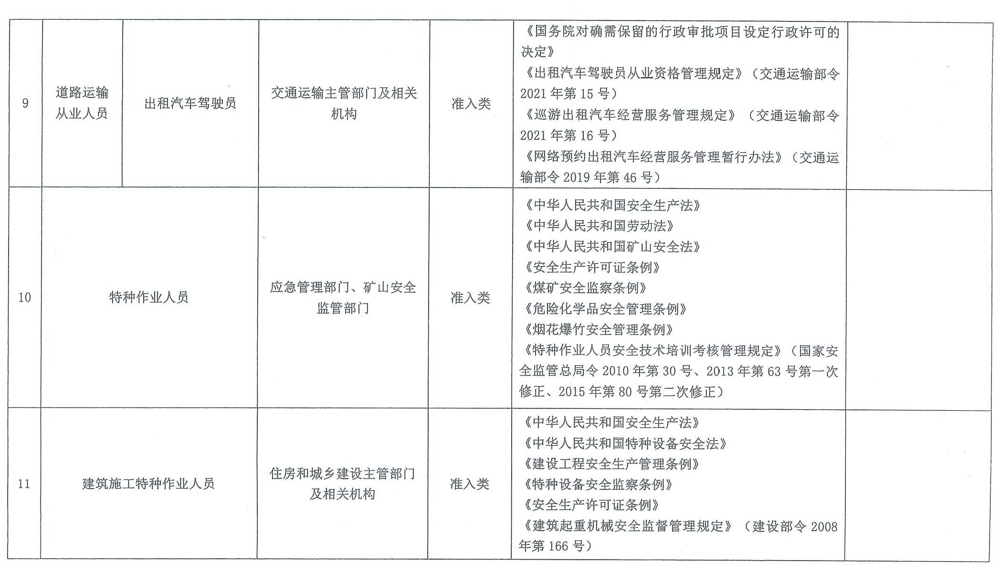 9
道路运输
从业人员
出租汽车驾驶员
交通运输主管部门及相关
机构
准入类
《国务院对确需保留的行政审批项目设定行政许可的
决定》
《出租汽车驾驶员从业资格管理规定》（交通运输部令
2021 年第 15 号）
《巡游出租汽车经营服务管理规定》（交通运输部令
2021 年第 16 号）
《网络预约出租汽车经营服务管理暂行办法》（交通运
输部令 2019 年第 46 号）
10
特种作业人员
应急管理部门、矿山安全
监管部门
准入类
《中华人民共和国安全生产法》
《中华人民共和国劳动法》
《中华人民共和国矿山安全法》
《安全生产许可证条例》
《煤矿安全监察条例》
《危险化学品安全管理条例》
《烟花爆竹安全管理条例》
《特种作业人员安全技术培训考核管理规定》（国家安
全监管总局令 2010 年第 30 号、2013 年第 63 号第一次
修正、2015 年第 80 号第二次修正）
11
建筑施工特种作业人员
住房和城乡建设主管部门
及相关机构
准入类
《中华人民共和国安全生产法》
《中华人民共和国特种设备安全法》
《建设工程安全生产管理条例》
《特种设备安全监察条例》
《安全生产许可证条例》
《建筑起重机械安全监督管理规定》（建设部令 2008
年第 166 号）